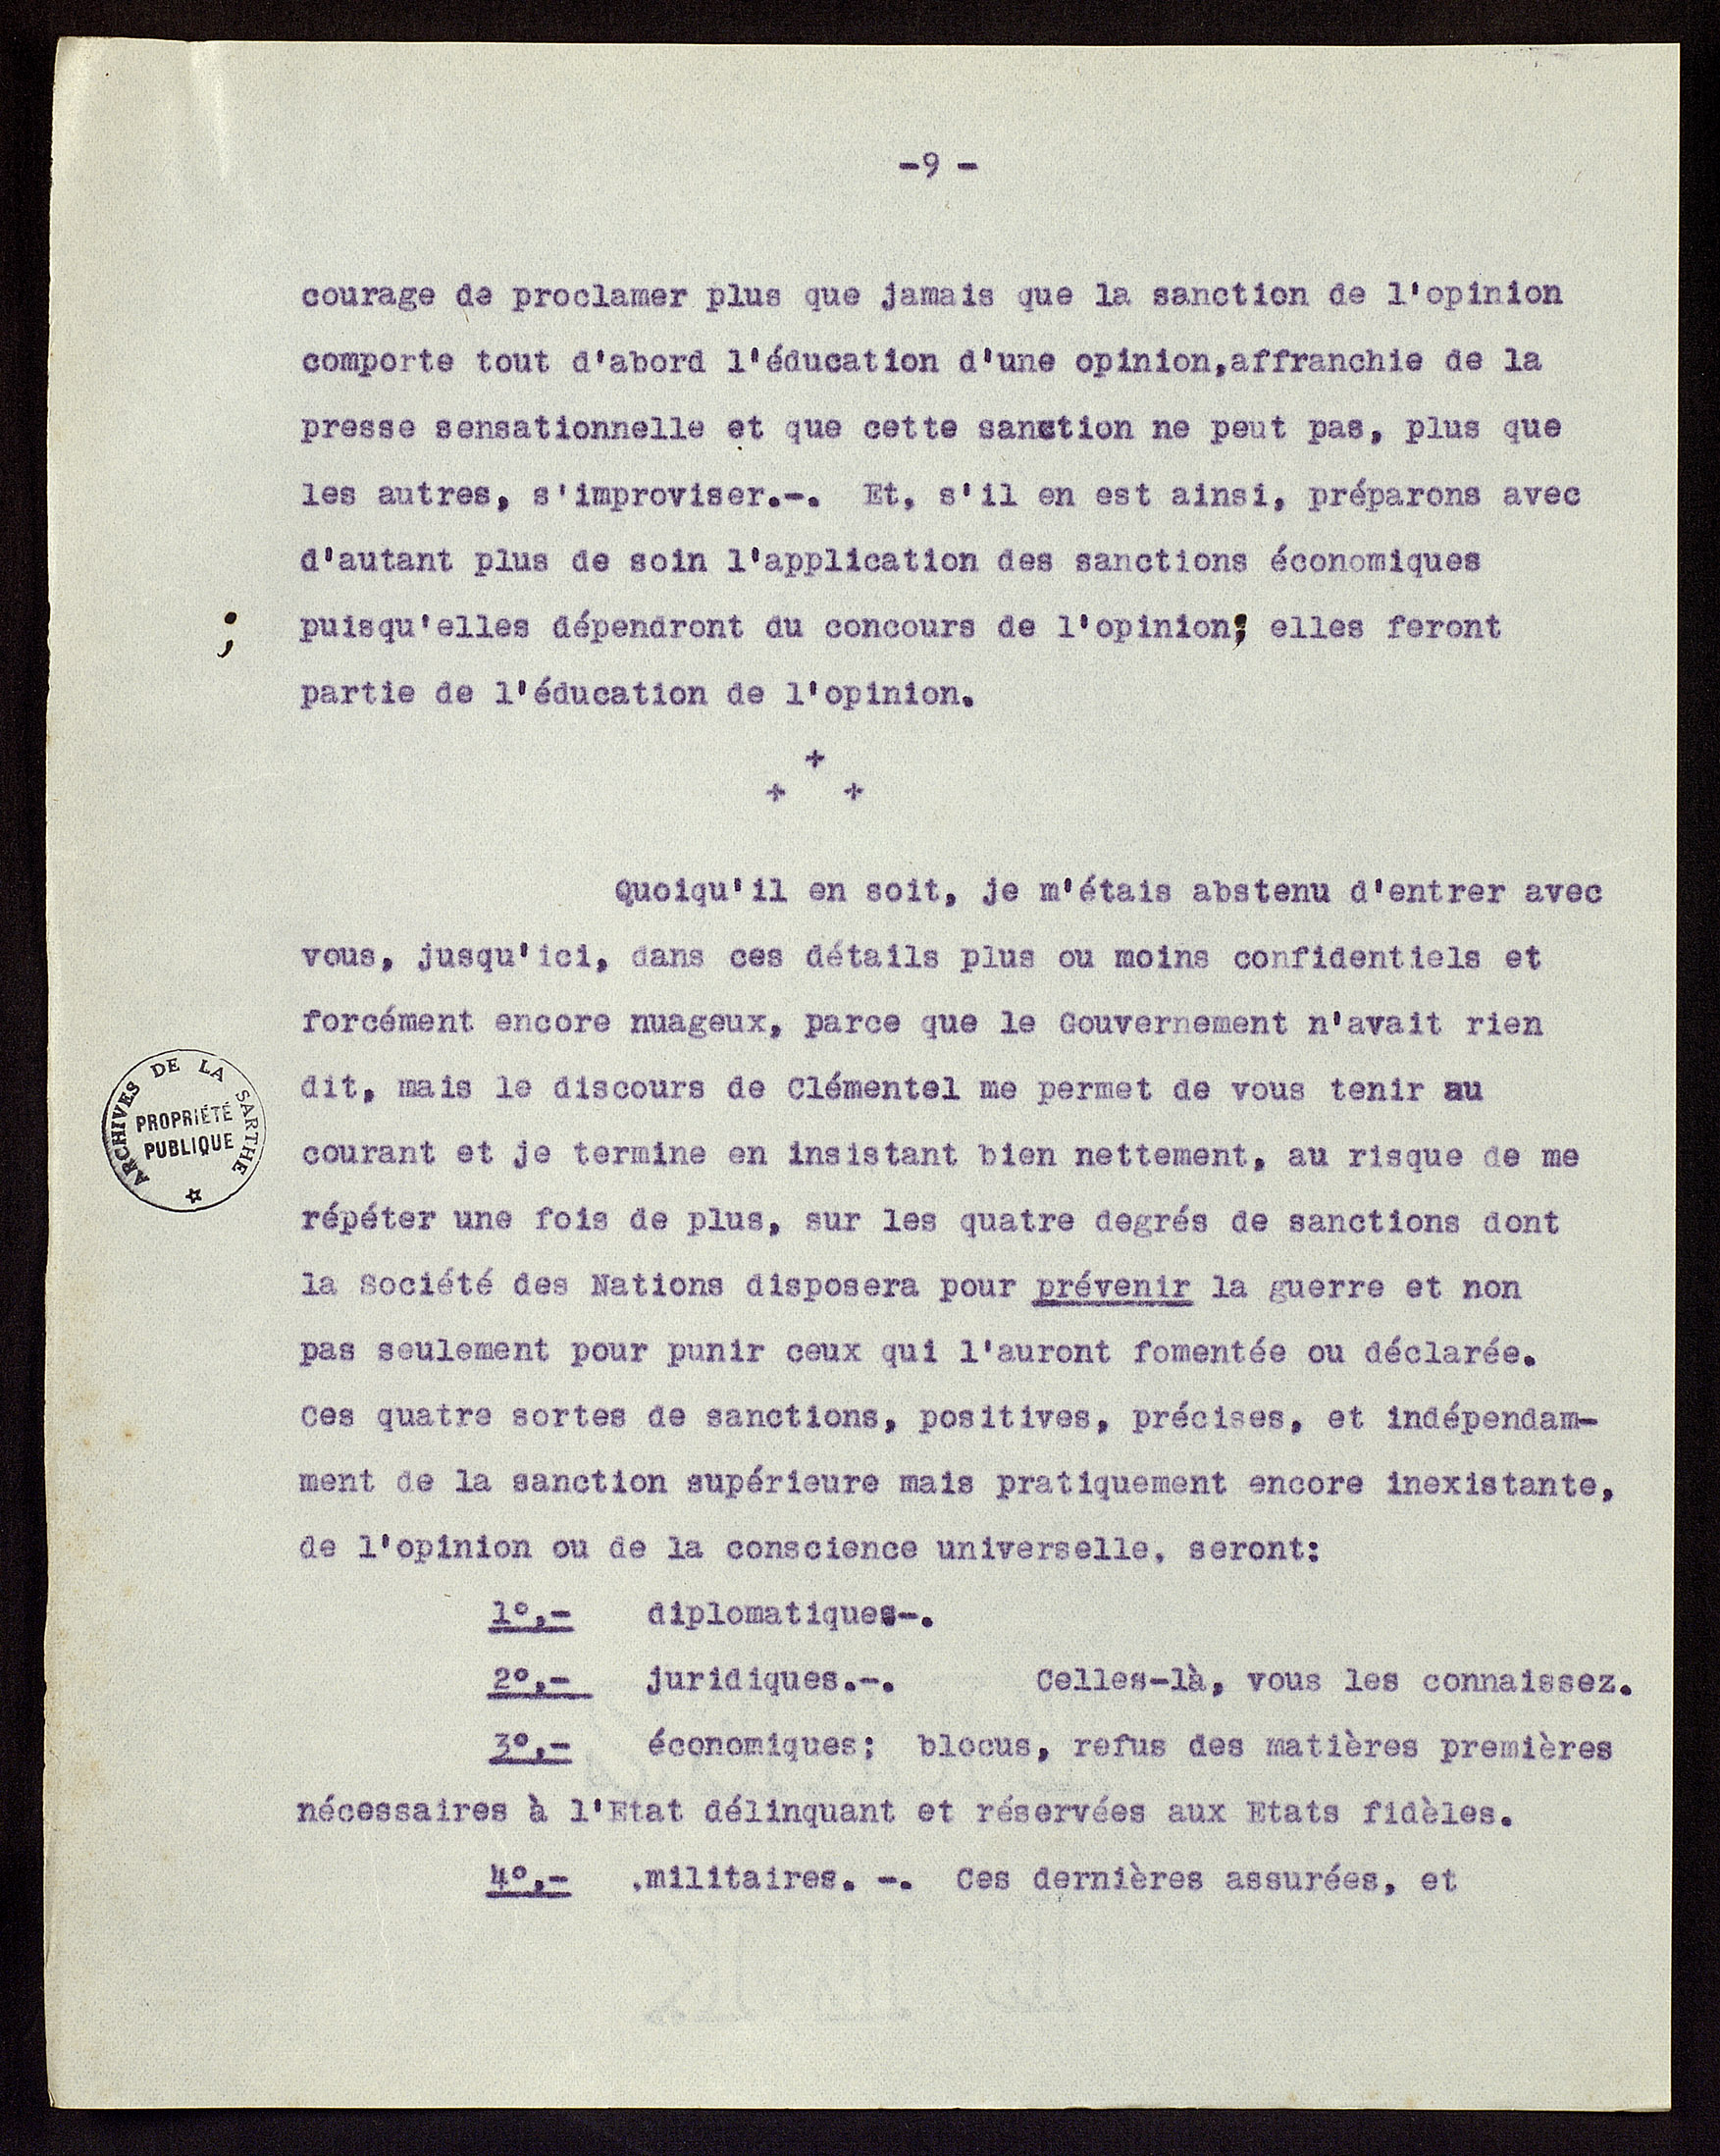 -9 -
courage de proclamer plus que jamais que la sanction de l'opinion
comporte tout d'abord l'éducation d'une opinion,affranchie de la
presse sensationnelle et que cette sanction ne peut pas, plus que
les autres, s'improviser.-. Et, s'il en est ainsi, préparons avec
d'autant plus de soin l'application des sanctions économiques
; puisqu'elles dépendront du concours de l'opinion; elles feront
partie de l'éducation de l'opinion.
+
+ +
Quoiqu'il en soit, je m'étais abstenu d'entrer avec
vous, jusqu'ici, dans ces détails plus ou moins confidentiels et
forcément encore nuageux, parce que le Gouvernement n'avait rien
dit, mais le discours de Clémentel me permet de vous tenir au
courant et je termine en insistant bien nettement, au risque de me
répéter une fois de plus, sur les quatre degrés de sanctions dont
la Société des Nations disposera pour prévenir la guerre et non
pas seulement pour punir ceux qui l'auront fomentée ou déclarée.
Ces quatre sortes de sanctions, positives, précises, et indépendam-
ment de la sanction supérieure mais pratiquement encore inexistante,
de l'opinion ou de la conscience universelle, seront:
1°,- diplomatiques-.
2°,- juridiques.-. Celles-là, vous les connaissez.
3°,- économiques; blocus, refus des matières premières
nécessaires à l'Etat délinquant et réservées aux Etats fidèles.
4°,- .militaires. -. Ces dernières assurées, et
ARCHIVES DE LA SARTHE
PROPRIÉTÉ
PUBLIQUE